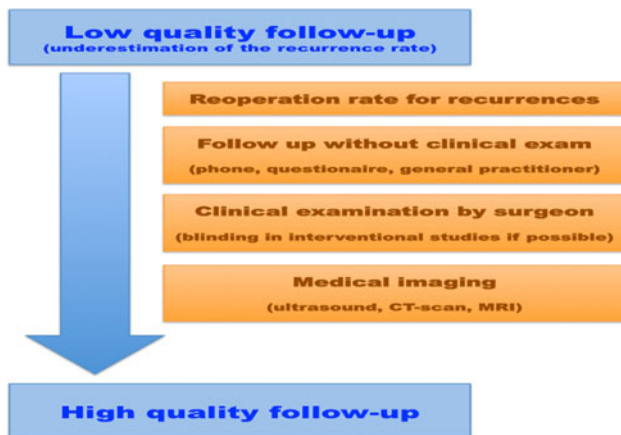 Low quality follow-up
(underestimation of the recurrence rate)
Reoperation rate for recurrences
Follow up without clinical exam
(phone, questionaire, general practitioner)
Clinical examination by surgeon
(blinding in interventional studies if possible)
Medical imaging
(ultrasound, CT-scan, MRI)
High quality follow-up